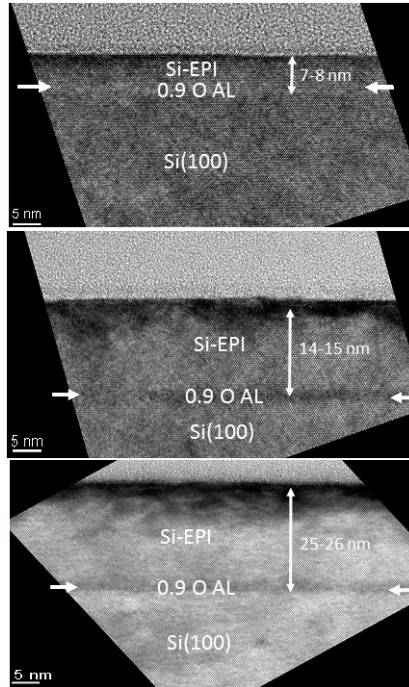 Si-EPI
7-8 nm
0.9 O AL
Si(100)
5 nm
Si-EPI
14-15 nm
0.9 O AL
Si(100)
5 nm
Si-EPI
25-26 nm
0.9 O AL
Si(100)
5 nm